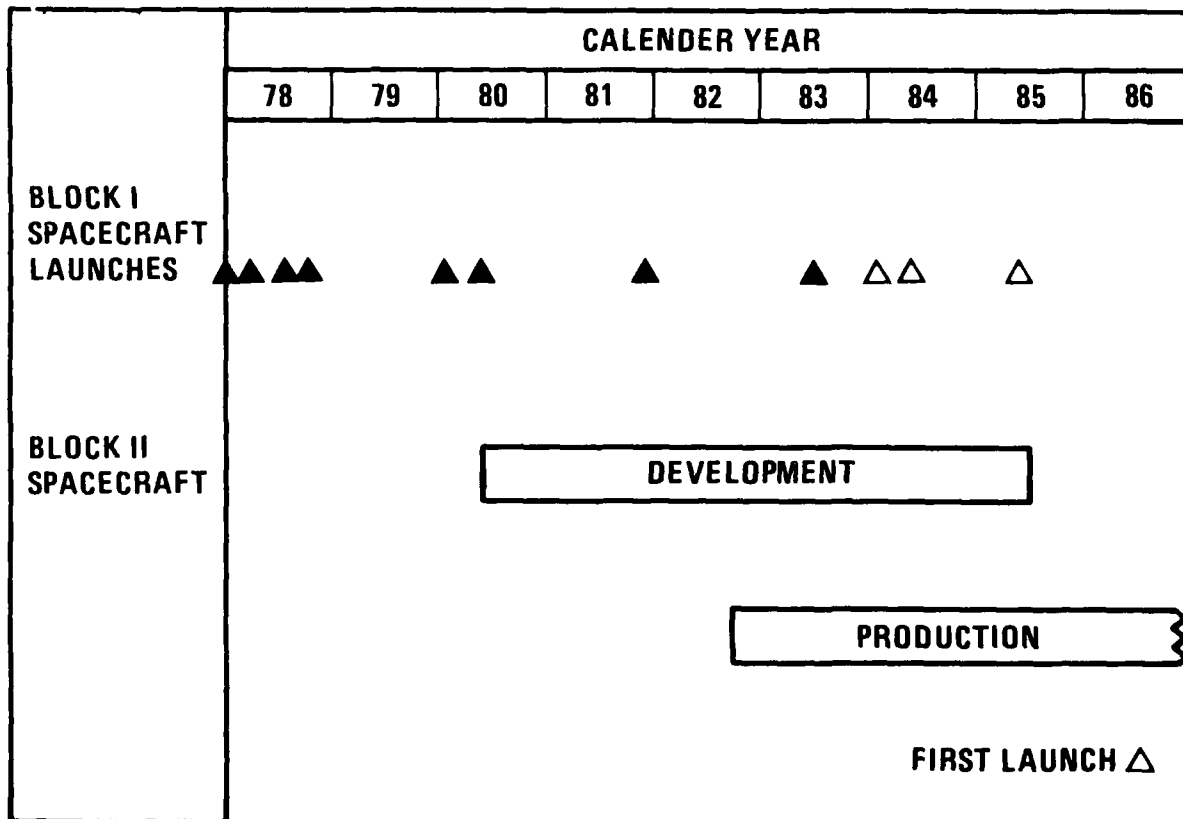 CALENDER YEAR
78 79 80 81 82 83 84 85 86
BLOCK I
SPACECRAFT
LAUNCHES
BLOCK II
SPACECRAFT
DEVELOPMENT
PRODUCTION
FIRST LAUNCH